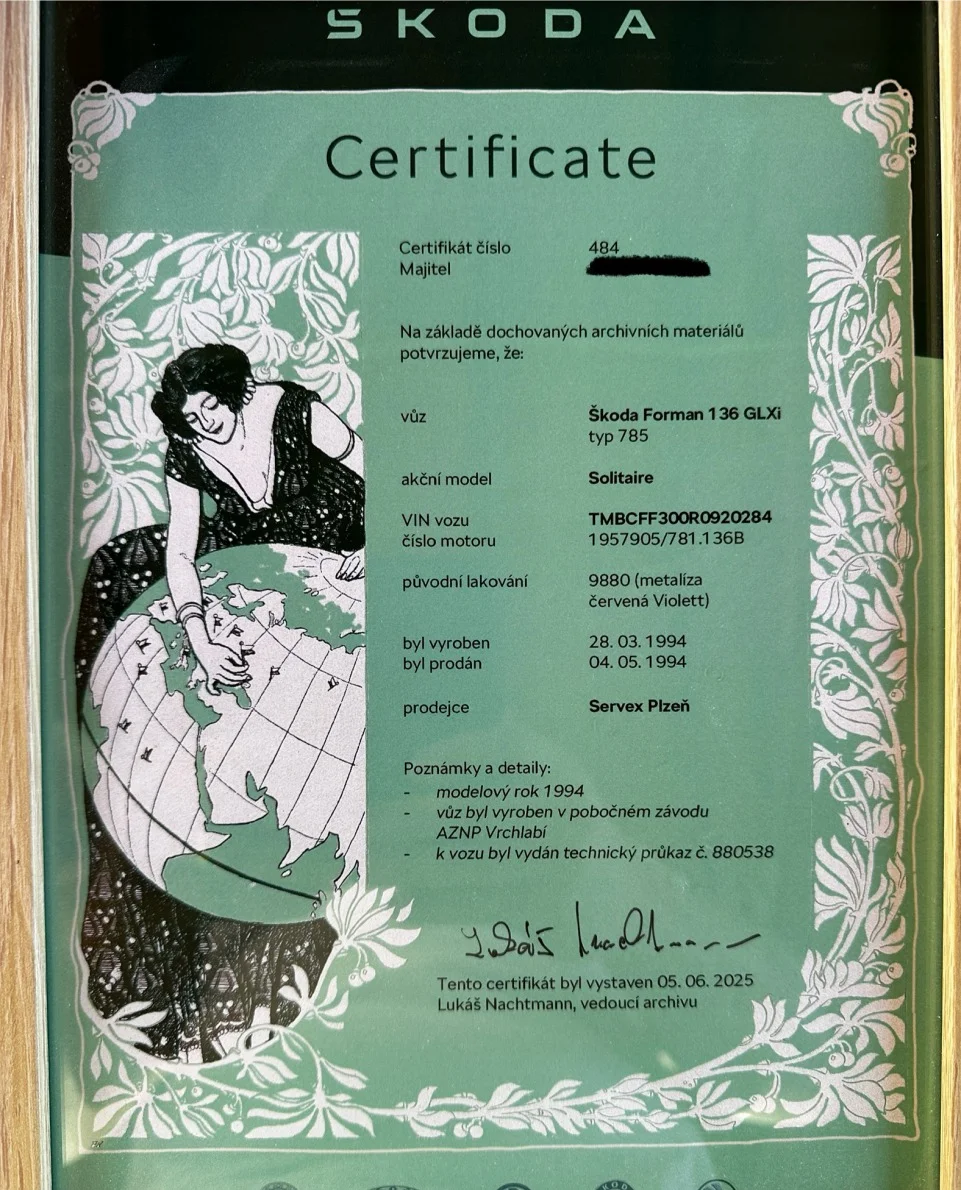 ŠKODA
Certificate
Certifikát číslo 484
Majitel
Na základě dochovaných archivních materiálů
potvrzujeme, že:
vůz Škoda Forman 136 GLXi
typ 785
akční model Solitaire
VIN vozu TMBCFF300R0920284
číslo motoru 1957905/781.136B
původní lakování 9880 (metalíza
červená Violett)
byl vyroben 28. 03. 1994
byl prodán 04. 05. 1994
prodejce Servex Plzeň
Poznámky a detaily:
- modelový rok 1994
- vůz byl vyroben v pobočném závodu
AZNP Vrchlabí
- k vozu byl vydán technický průkaz č. 880538
Lukáš Nachtmann
Tento certifikát byl vystaven 05. 06. 2025
Lukáš Nachtmann, vedoucí archivu